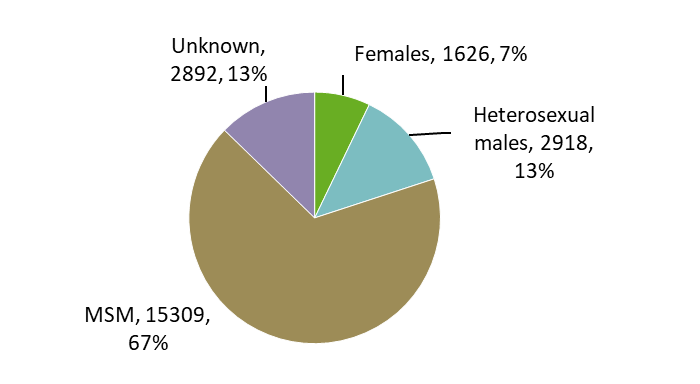 Unknown,
2892, 13%
Females, 1626, 7%
Heterosexual
males, 2918,
13%
MSM, 15309,
67%